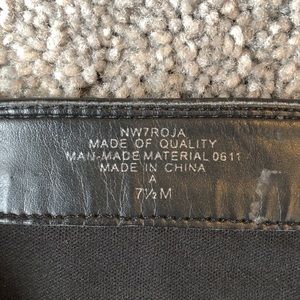 NW7ROJA
MADE OF QUALITY
MAN-MADE MATERIAL 0611
MADE IN CHINA
A
7½M